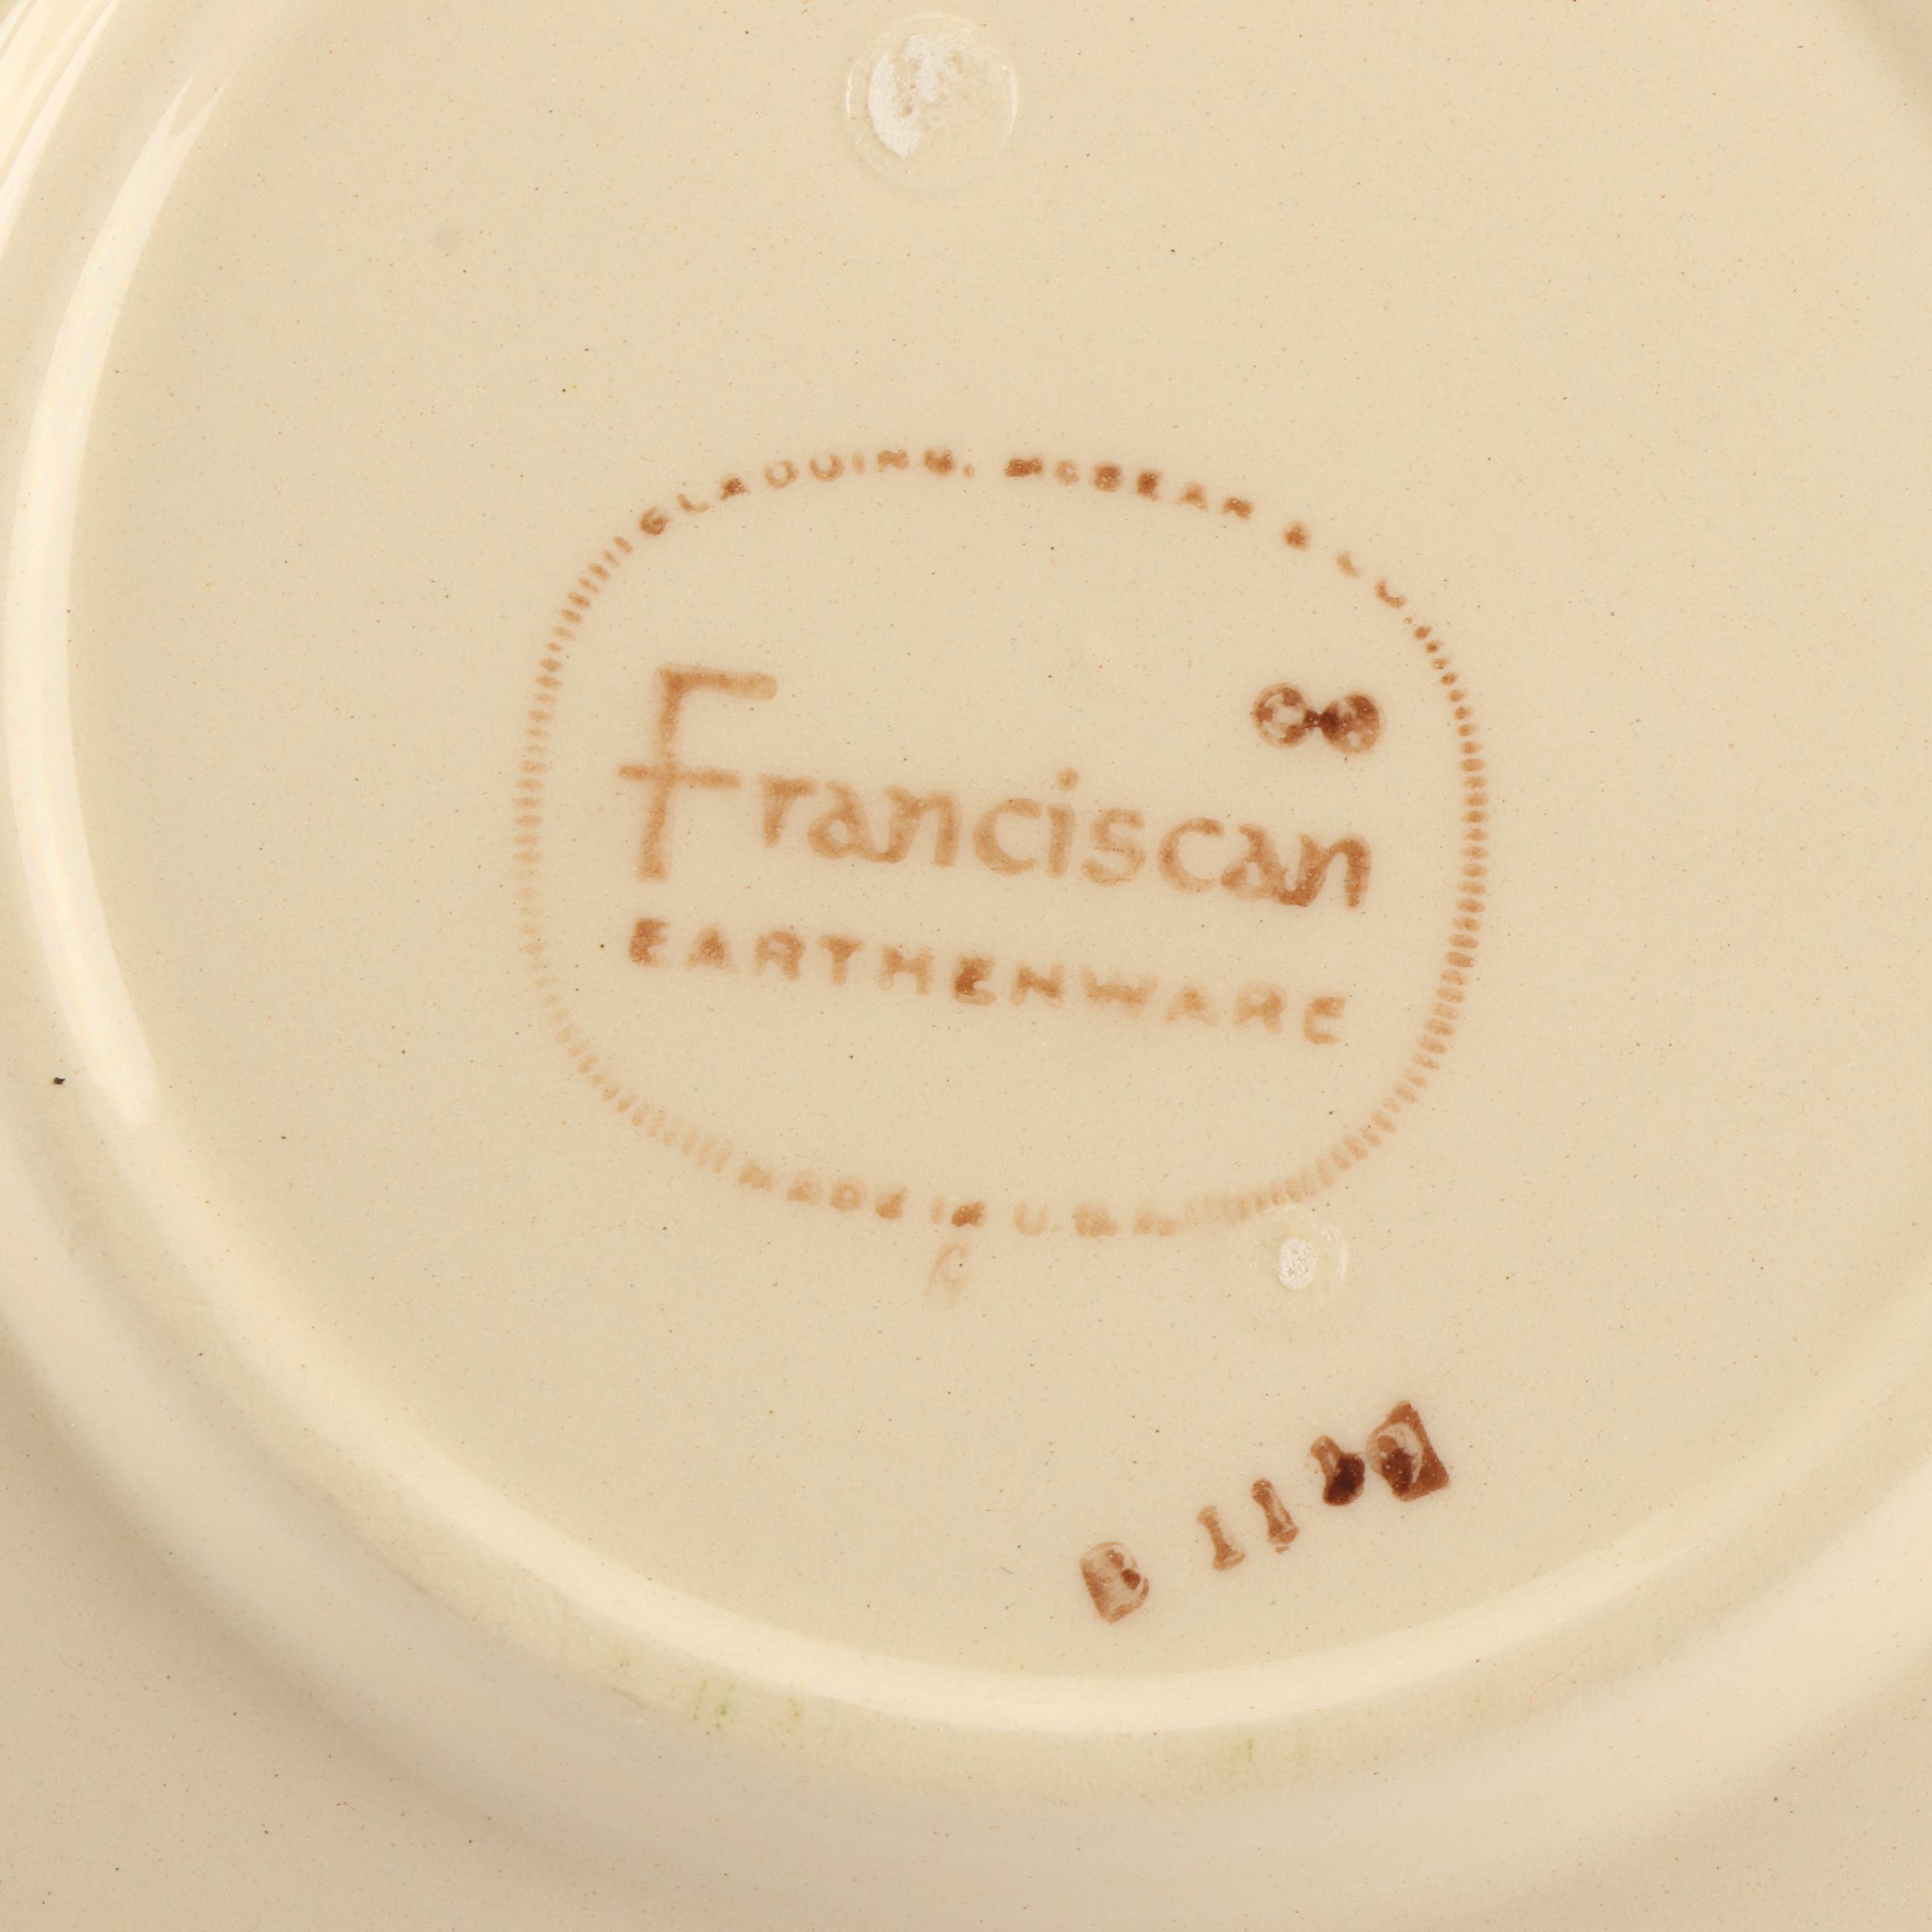 GLADDING, McBEAN & CO.
Franciscan
EARTHENWARE
MADE IN U.S.A.